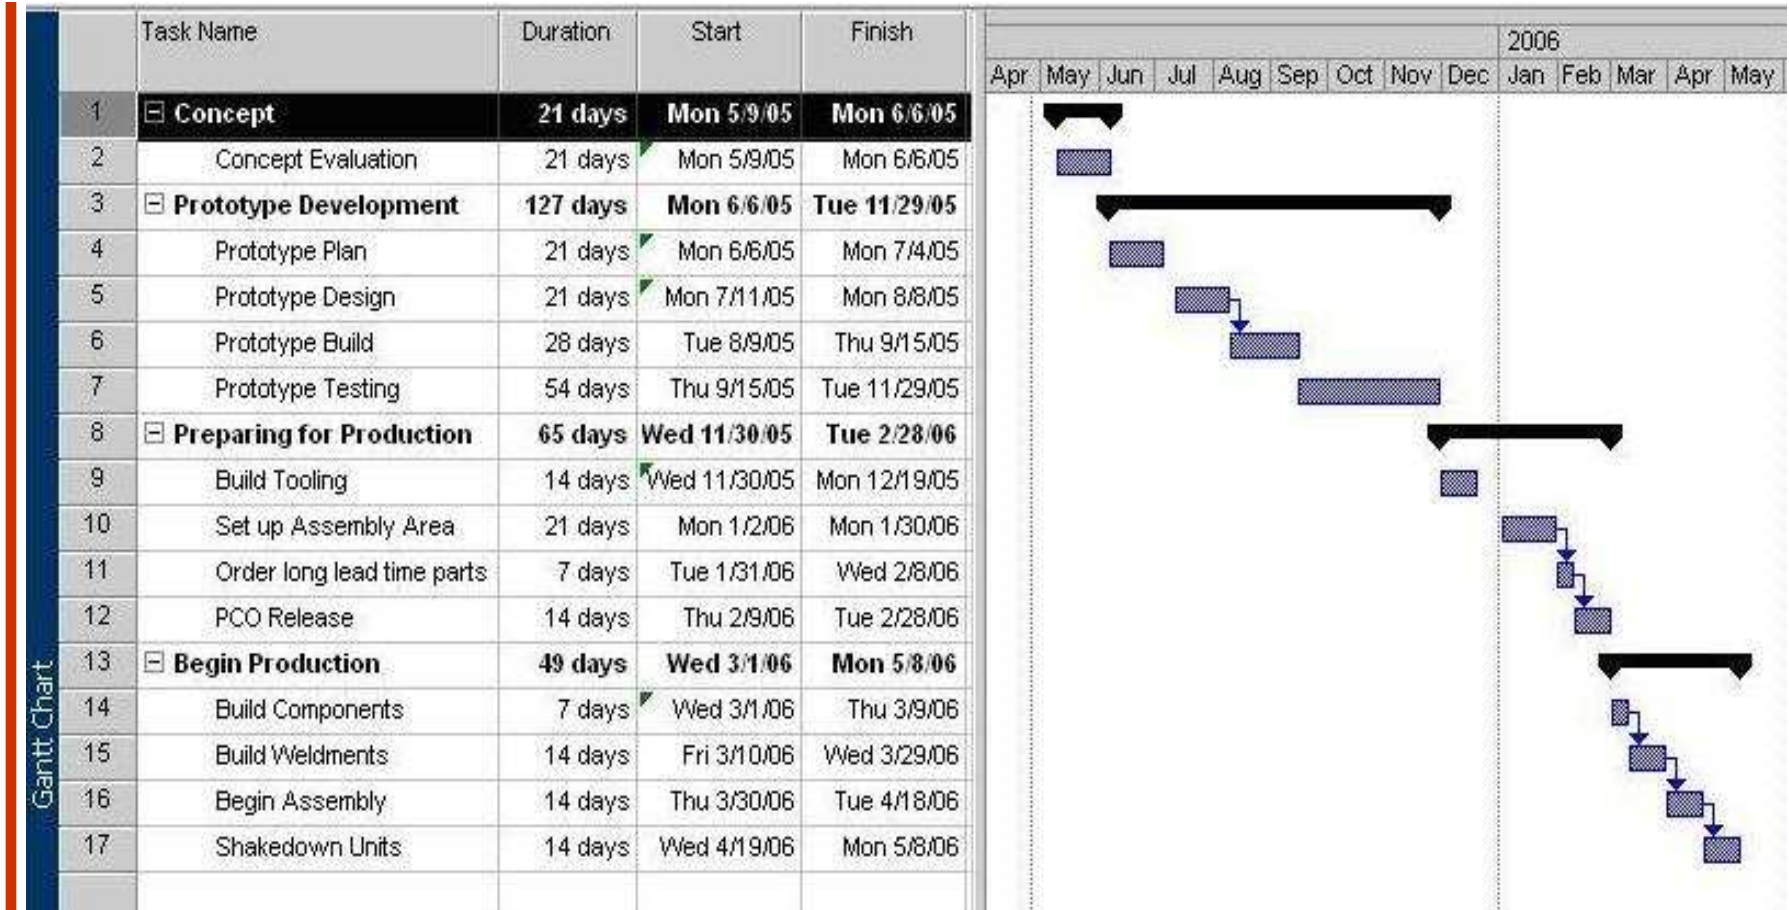 Task Name Duration Start Finish
2006
Apr May Jun Jul Aug Sep Oct Nov Dec Jan Feb Mar Apr May
1 Concept 21 days Mon 5/9/05 Mon 6/6/05
2 Concept Evaluation 21 days Mon 5/9/05 Mon 6/6/05
3 Prototype Development 127 days Mon 6/6/05 Tue 11/29/05
4 Prototype Plan 21 days Mon 6/6/05 Mon 7/4/05
5 Prototype Design 21 days Mon 7/11/05 Mon 8/8/05
6 Prototype Build 28 days Tue 8/9/05 Thu 9/15/05
7 Prototype Testing 54 days Thu 9/15/05 Tue 11/29/05
8 Preparing for Production 65 days Wed 11/30/05 Tue 2/28/06
9 Build Tooling 14 days Wed 11/30/05 Mon 12/19/05
10 Set up Assembly Area 21 days Mon 1/2/06 Mon 1/30/06
11 Order long lead time parts 7 days Tue 1/31/06 Wed 2/8/06
12 PCO Release 14 days Thu 2/9/06 Tue 2/28/06
13 Begin Production 49 days Wed 3/1/06 Mon 5/8/06
14 Build Components 7 days Wed 3/1/06 Thu 3/9/06
15 Build Weldments 14 days Fri 3/10/06 Wed 3/29/06
16 Begin Assembly 14 days Thu 3/30/06 Tue 4/18/06
17 Shakedown Units 14 days Wed 4/19/06 Mon 5/8/06
Gantt Chart